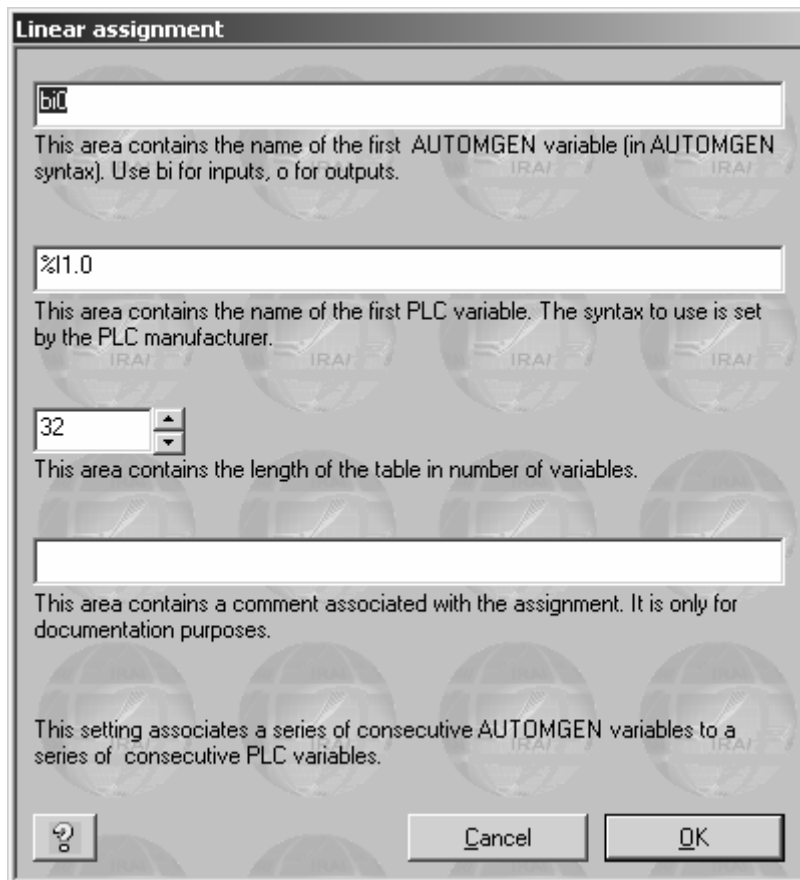 Linear assignment
bi0
This area contains the name of the first AUTOMGEN variable (in AUTOMGEN
syntax). Use bi for inputs, o for outputs.
%I1.0
This area contains the name of the first PLC variable. The syntax to use is set
by the PLC manufacturer.
32
This area contains the length of the table in number of variables.
This area contains a comment associated with the assignment. It is only for
documentation purposes.
This setting associates a series of consecutive AUTOMGEN variables to a
series of consecutive PLC variables.
?
Cancel
OK